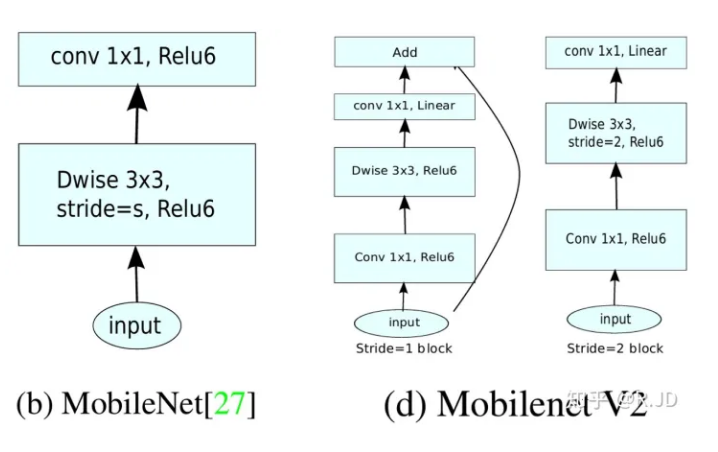 conv 1x1, Relu6
Dwise 3x3,
stride=s, Relu6
input
(b) MobileNet[27]
Add
conv 1x1, Linear
Dwise 3x3, Relu6
Conv 1x1, Relu6
input
Stride=1 block
conv 1x1, Linear
Dwise 3x3,
stride=2, Relu6
Conv 1x1, Relu6
input
Stride=2 block
(d) Mobilenet V2
知乎 @R.JD